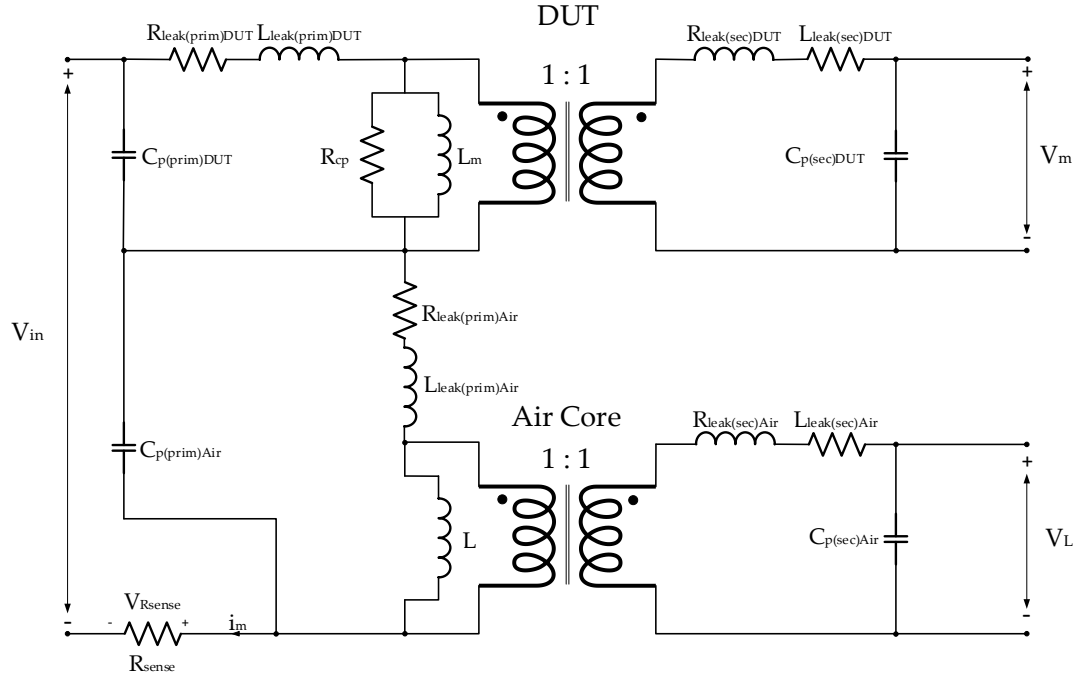 DUT
Rleak(prim)DUT Lleak(prim)DUT
Rleak(sec)DUT Lleak(sec)DUT
+
1 : 1
+
Cp(prim)DUT
Rcp
Lm
Cp(sec)DUT
Vm
-
Rleak(prim)Air
Vin
Lleak(prim)Air
Air Core
Rleak(sec)Air Lleak(sec)Air
Cp(prim)Air
1 : 1
+
L
Cp(sec)Air
VL
VRsense
-
- + im
-
Rsense